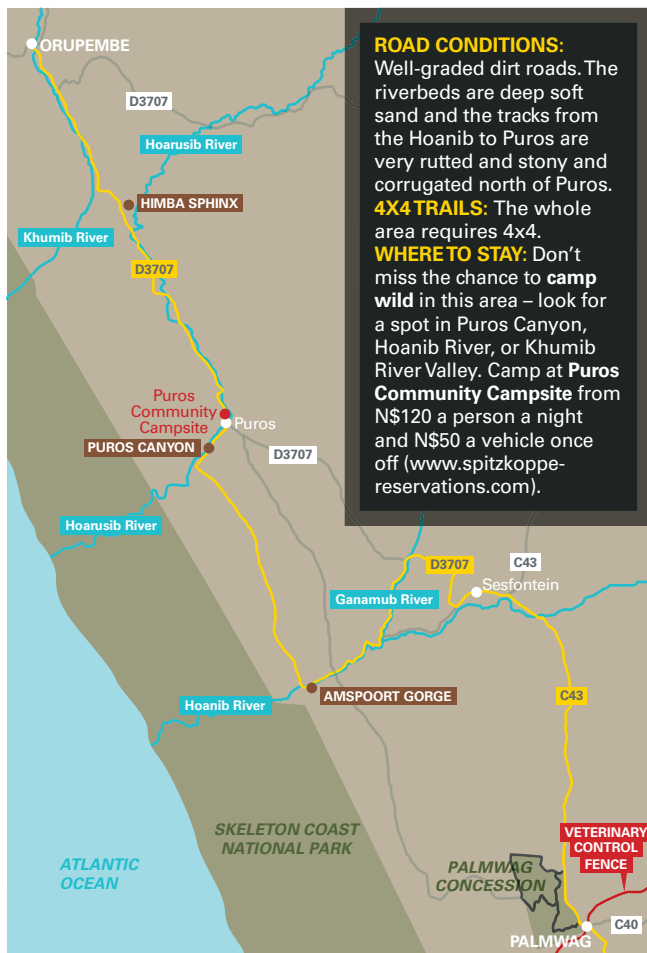 ORUPEMBE
D3707
Hoarusib River
HIMBA SPHINX
Khumib River
D3707
Puros
Community
Campsite
Puros
PUROS CANYON
D3707
Hoarusib River
D3707
C43
Sesfontein
Ganamub River
AMSPOORT GORGE
Hoanib River
C43
SKELETON COAST
NATIONAL PARK
ATLANTIC
OCEAN
PALMWAG
CONCESSION
VETERINARY
CONTROL
FENCE
C40
PALMWAG
ROAD CONDITIONS:
Well-graded dirt roads. The
riverbeds are deep soft
sand and the tracks from
the Hoanib to Puros are
very rutted and stony and
corrugated north of Puros.
4X4 TRAILS: The whole
area requires 4x4.
WHERE TO STAY: Don’t
miss the chance to camp
wild in this area – look for
a spot in Puros Canyon,
Hoanib River, or Khumib
River Valley. Camp at Puros
Community Campsite from
N$120 a person a night
and N$50 a vehicle once
off (www.spitzkoppe-
reservations.com).